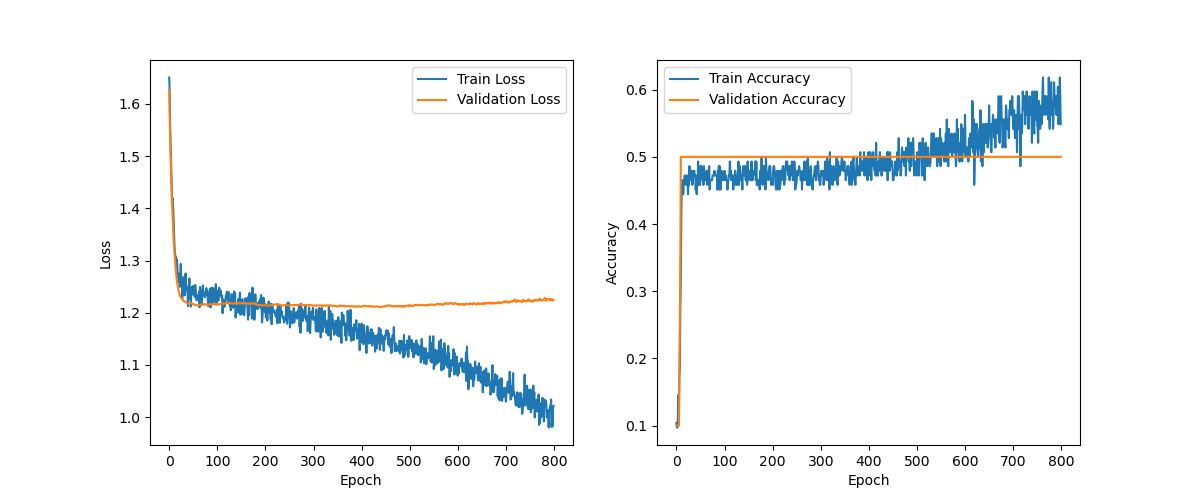 Train Loss
Validation Loss
1.6
1.5
1.4
1.3
1.2
1.1
1.0
Loss
0 100 200 300 400 500 600 700 800
Epoch
Train Accuracy
Validation Accuracy
0.6
0.5
0.4
0.3
0.2
0.1
Accuracy
0 100 200 300 400 500 600 700 800
Epoch